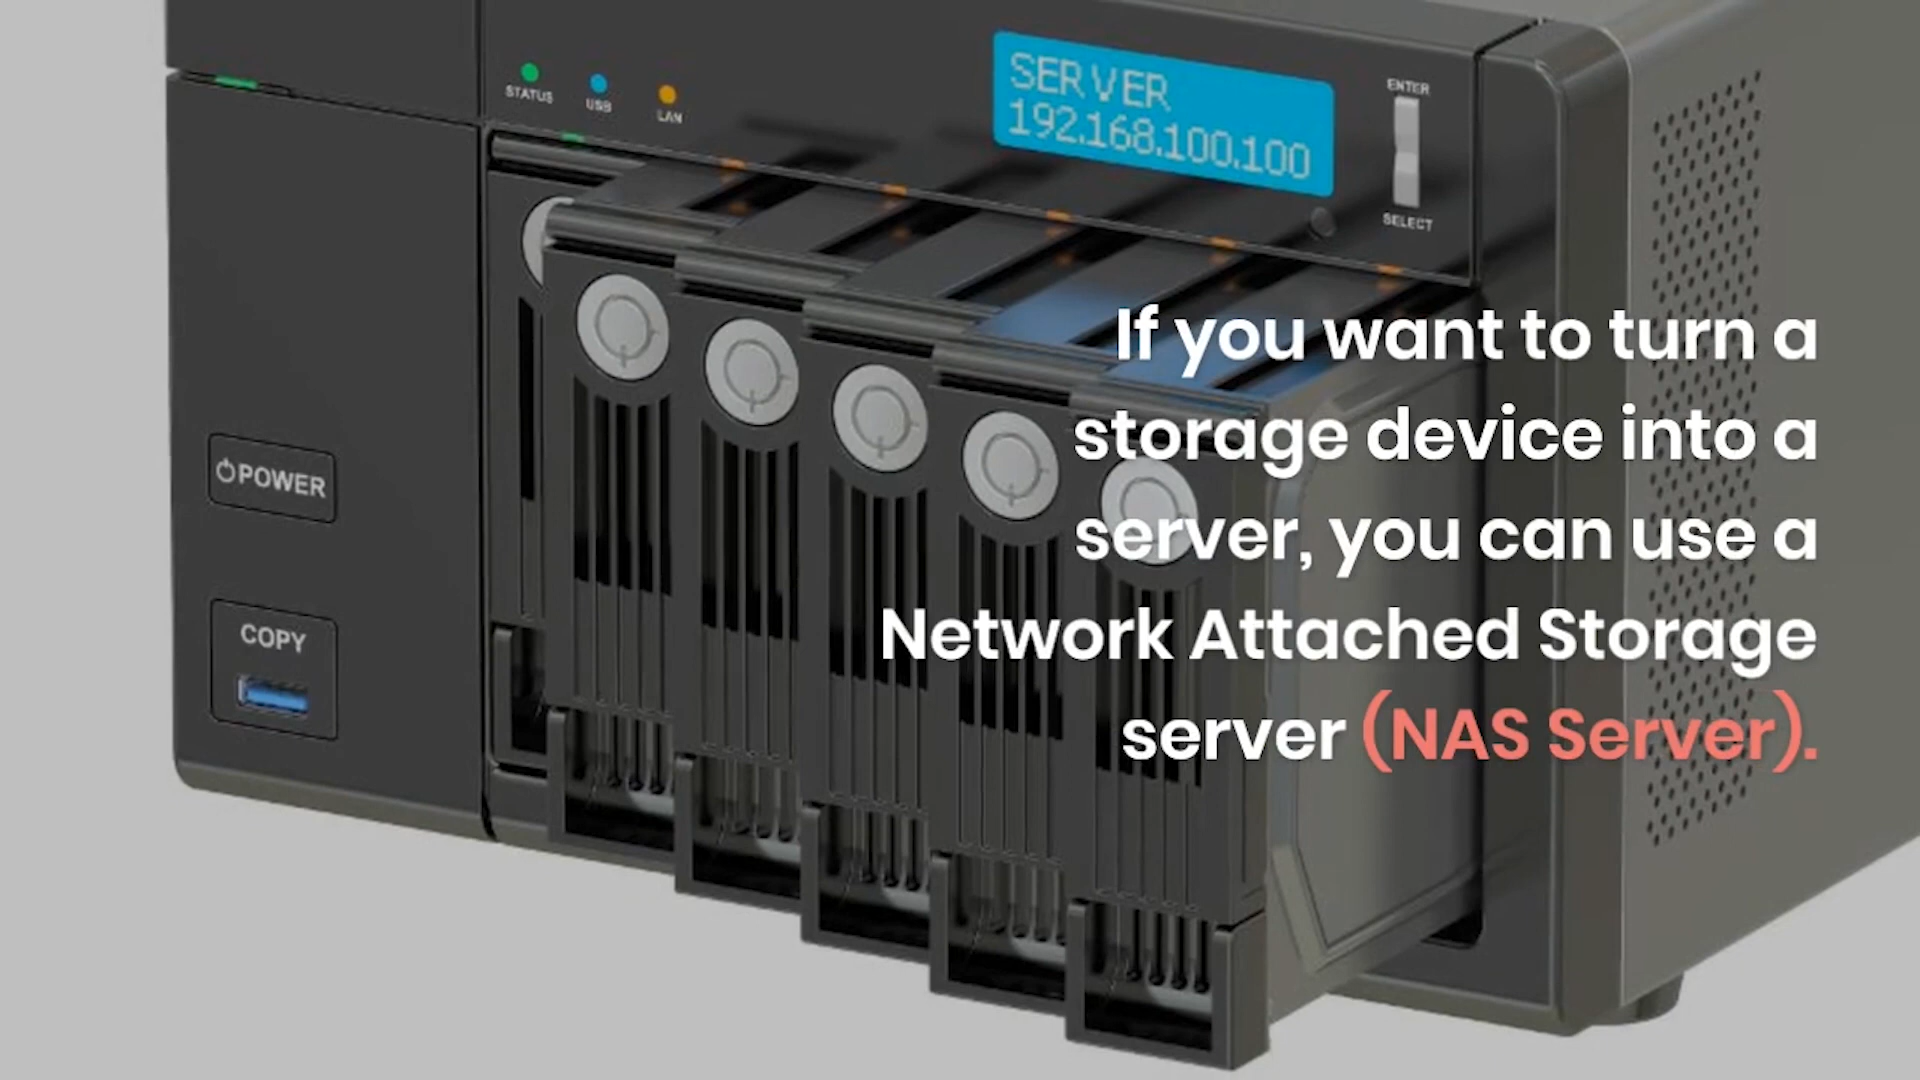 SERVER
192.168.100.100
ENTER
STATUS
USB
LAN
SELECT
If you want to turn a
storage device into a
server, you can use a
Network Attached Storage
server (NAS Server).
POWER
COPY